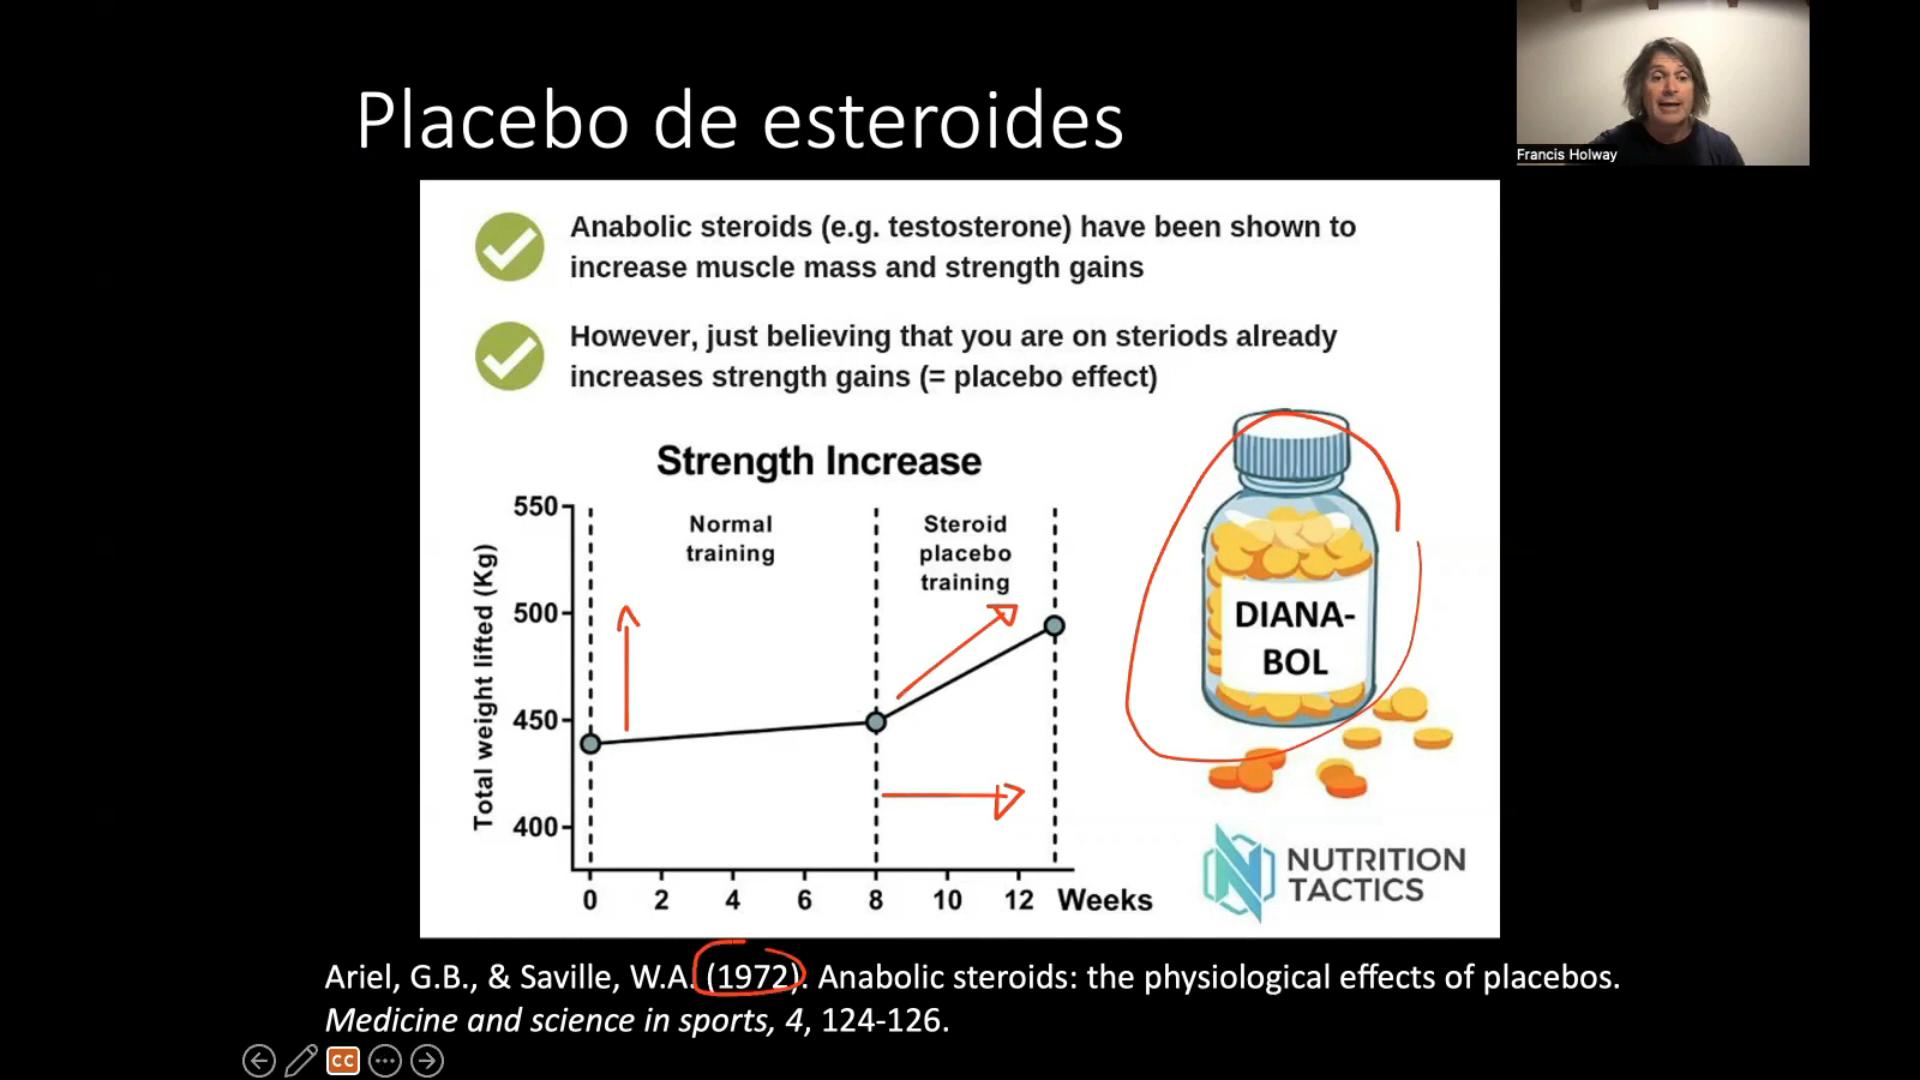 Placebo de esteroides
Francis Holway
Anabolic steroids (e.g. testosterone) have been shown to
increase muscle mass and strength gains
However, just believing that you are on steriods already
increases strength gains (= placebo effect)
Strength Increase
Total weight lifted (Kg)
550
500
450
400
Normal
training
Steroid
placebo
training
0 2 4 6 8 10 12 Weeks
DIANA-
BOL
NUTRITION
TACTICS
Ariel, G.B., & Saville, W.A. (1972). Anabolic steroids: the physiological effects of placebos.
Medicine and science in sports, 4, 124-126.
CC